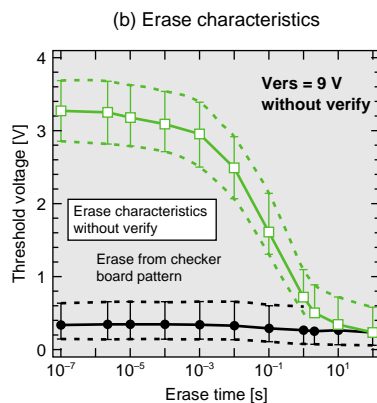 (b) Erase characteristics
Vers = 9 V
without verify
Erase characteristics
without verify
Erase from checker
board pattern
Threshold voltage [V]
4
3
2
1
0
10⁻⁷
10⁻⁵
10⁻³
10⁻¹
10¹
Erase time [s]